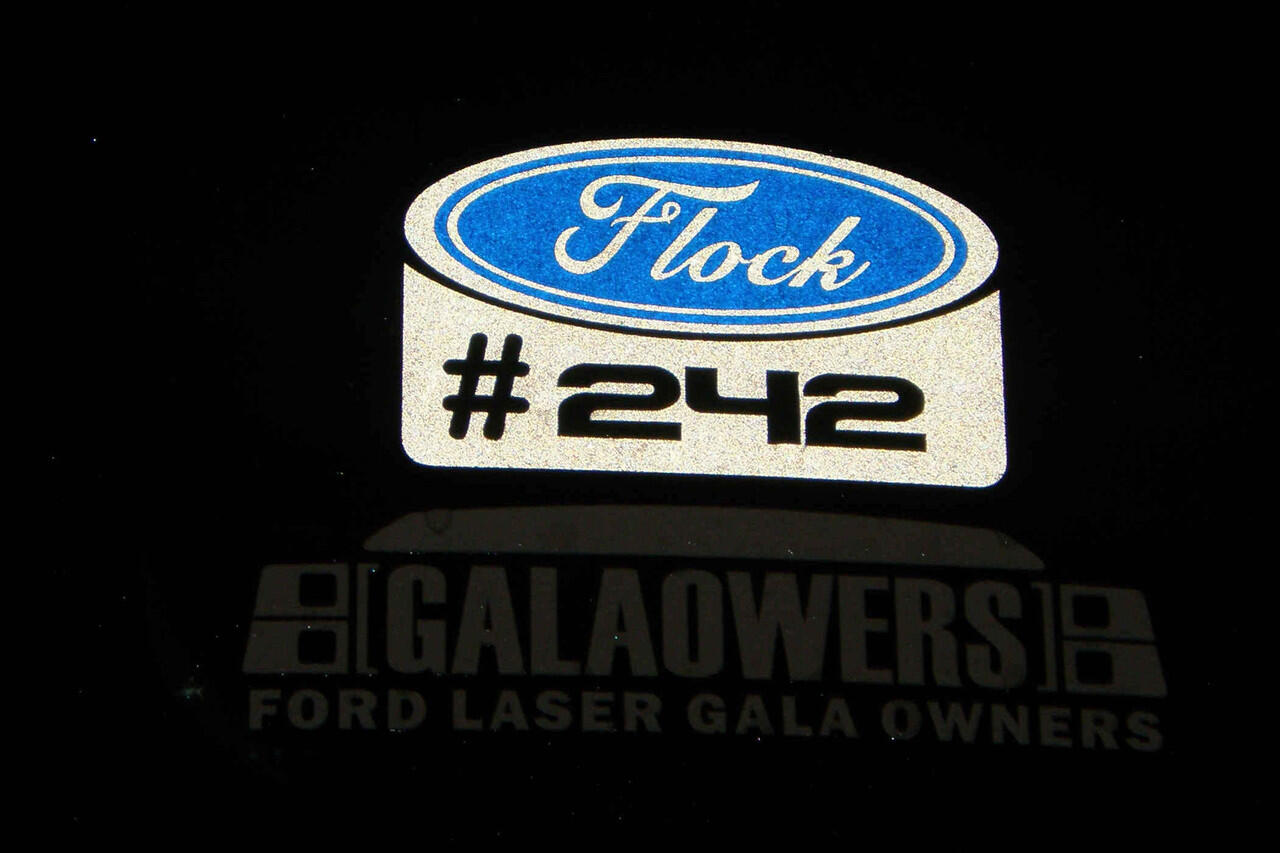 Flock
#242
[GALAOWERS]
FORD LASER GALA OWNERS